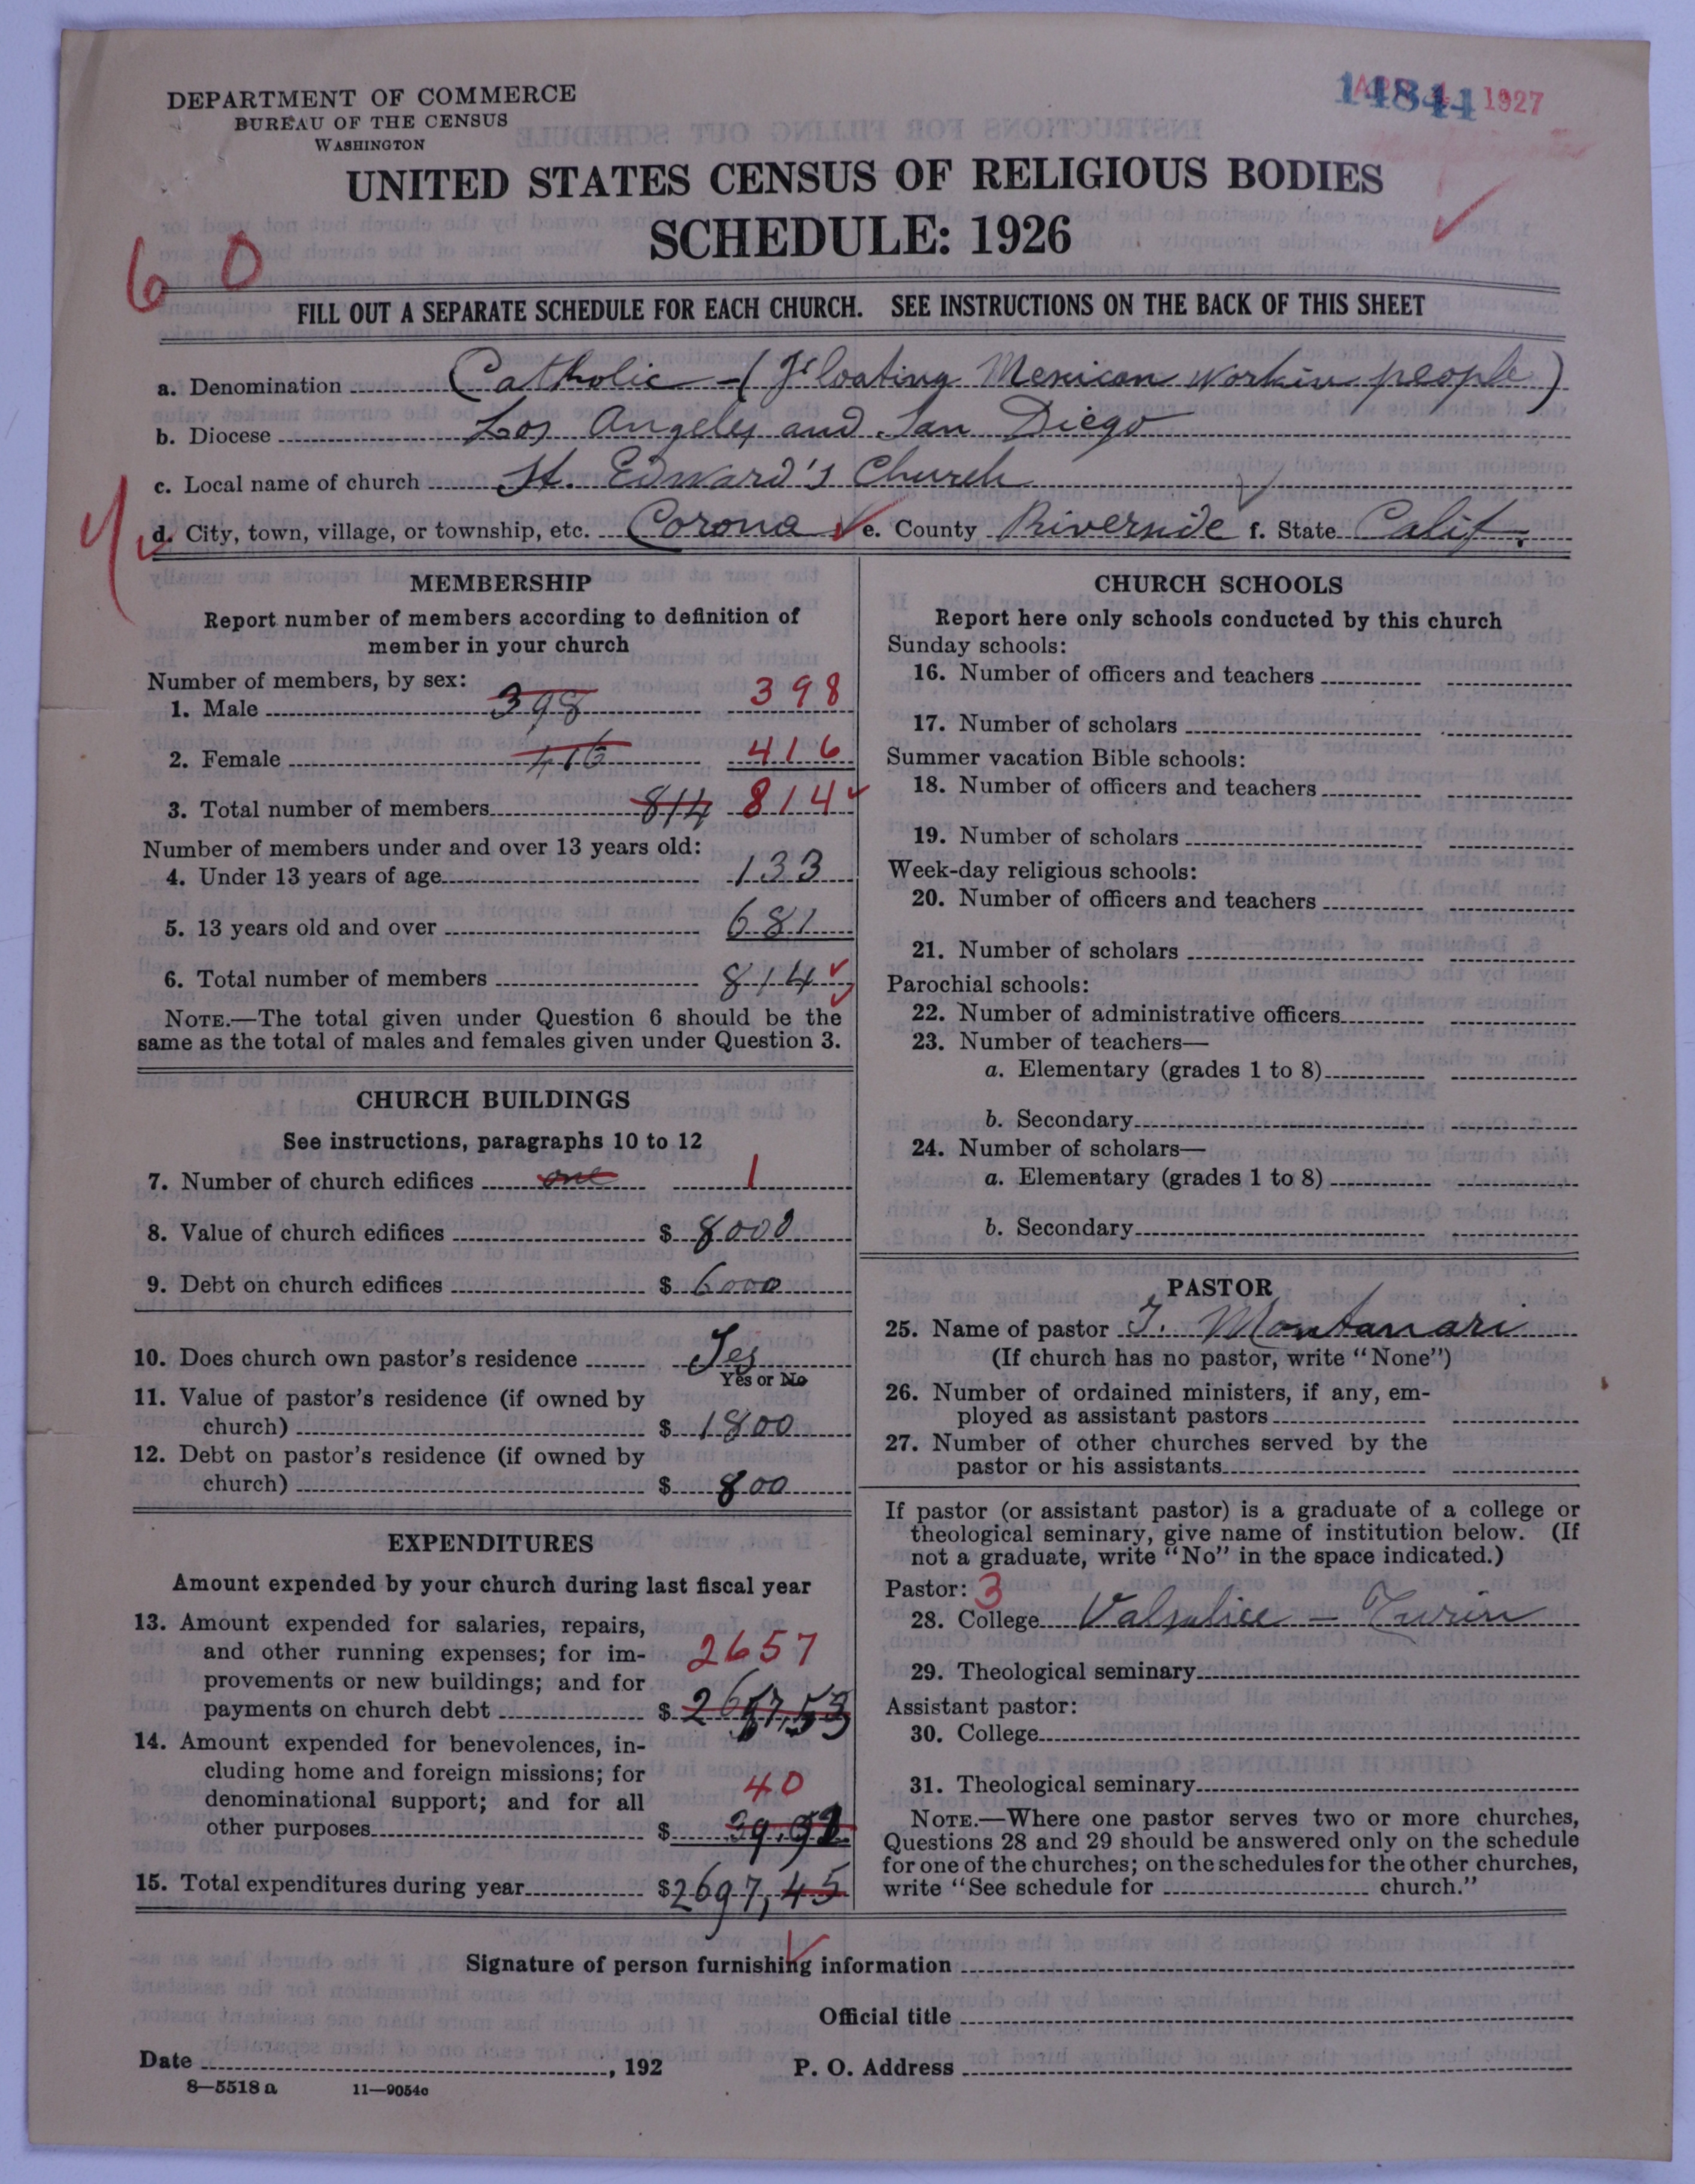 DEPARTMENT OF COMMERCE
BUREAU OF THE CENSUS
WASHINGTON
14844 1927
UNITED STATES CENSUS OF RELIGIOUS BODIES
SCHEDULE: 1926
60
FILL OUT A SEPARATE SCHEDULE FOR EACH CHURCH. SEE INSTRUCTIONS ON THE BACK OF THIS SHEET
a. Denomination Catholic - (Floating Mexican workin people)
b. Diocese Los Angeles and San Diego
c. Local name of church St. Edward's Church
d. City, town, village, or township, etc. Corona e. County Riverside f. State Calif.
MEMBERSHIP
Report number of members according to definition of
member in your church
Number of members, by sex:
1. Male 398 398
2. Female 416 416
3. Total number of members 814 814
Number of members under and over 13 years old:
4. Under 13 years of age 133
5. 13 years old and over 681
6. Total number of members 814
NOTE.—The total given under Question 6 should be the
same as the total of males and females given under Question 3.
CHURCH BUILDINGS
See instructions, paragraphs 10 to 12
7. Number of church edifices one 1
8. Value of church edifices $ 8000
9. Debt on church edifices $ 6000
10. Does church own pastor's residence Yes
Yes or No
11. Value of pastor's residence (if owned by
church) $ 1800
12. Debt on pastor's residence (if owned by
church) $ 800
EXPENDITURES
Amount expended by your church during last fiscal year
13. Amount expended for salaries, repairs,
and other running expenses; for im-
2657
provements or new buildings; and for
payments on church debt $ 2657,53
14. Amount expended for benevolences, in-
cluding home and foreign missions; for
40
denominational support; and for all
other purposes $ 39.92
15. Total expenditures during year $2697,45
CHURCH SCHOOLS
Report here only schools conducted by this church
Sunday schools:
16. Number of officers and teachers
17. Number of scholars
Summer vacation Bible schools:
18. Number of officers and teachers
19. Number of scholars
Week-day religious schools:
20. Number of officers and teachers
21. Number of scholars
Parochial schools:
22. Number of administrative officers
23. Number of teachers—
a. Elementary (grades 1 to 8)
b. Secondary
24. Number of scholars—
a. Elementary (grades 1 to 8)
b. Secondary
PASTOR
25. Name of pastor J. Montanari
(If church has no pastor, write "None")
26. Number of ordained ministers, if any, em-
ployed as assistant pastors
27. Number of other churches served by the
pastor or his assistants
If pastor (or assistant pastor) is a graduate of a college or
theological seminary, give name of institution below. (If
not a graduate, write "No" in the space indicated.)
Pastor: 3
28. College Valsalice - Turin
29. Theological seminary
Assistant pastor:
30. College
31. Theological seminary
NOTE.—Where one pastor serves two or more churches,
Questions 28 and 29 should be answered only on the schedule
for one of the churches; on the schedules for the other churches,
write "See schedule for church."
Signature of person furnishing information
Official title
Date , 192 P. O. Address
8—5518 a 11—9054c